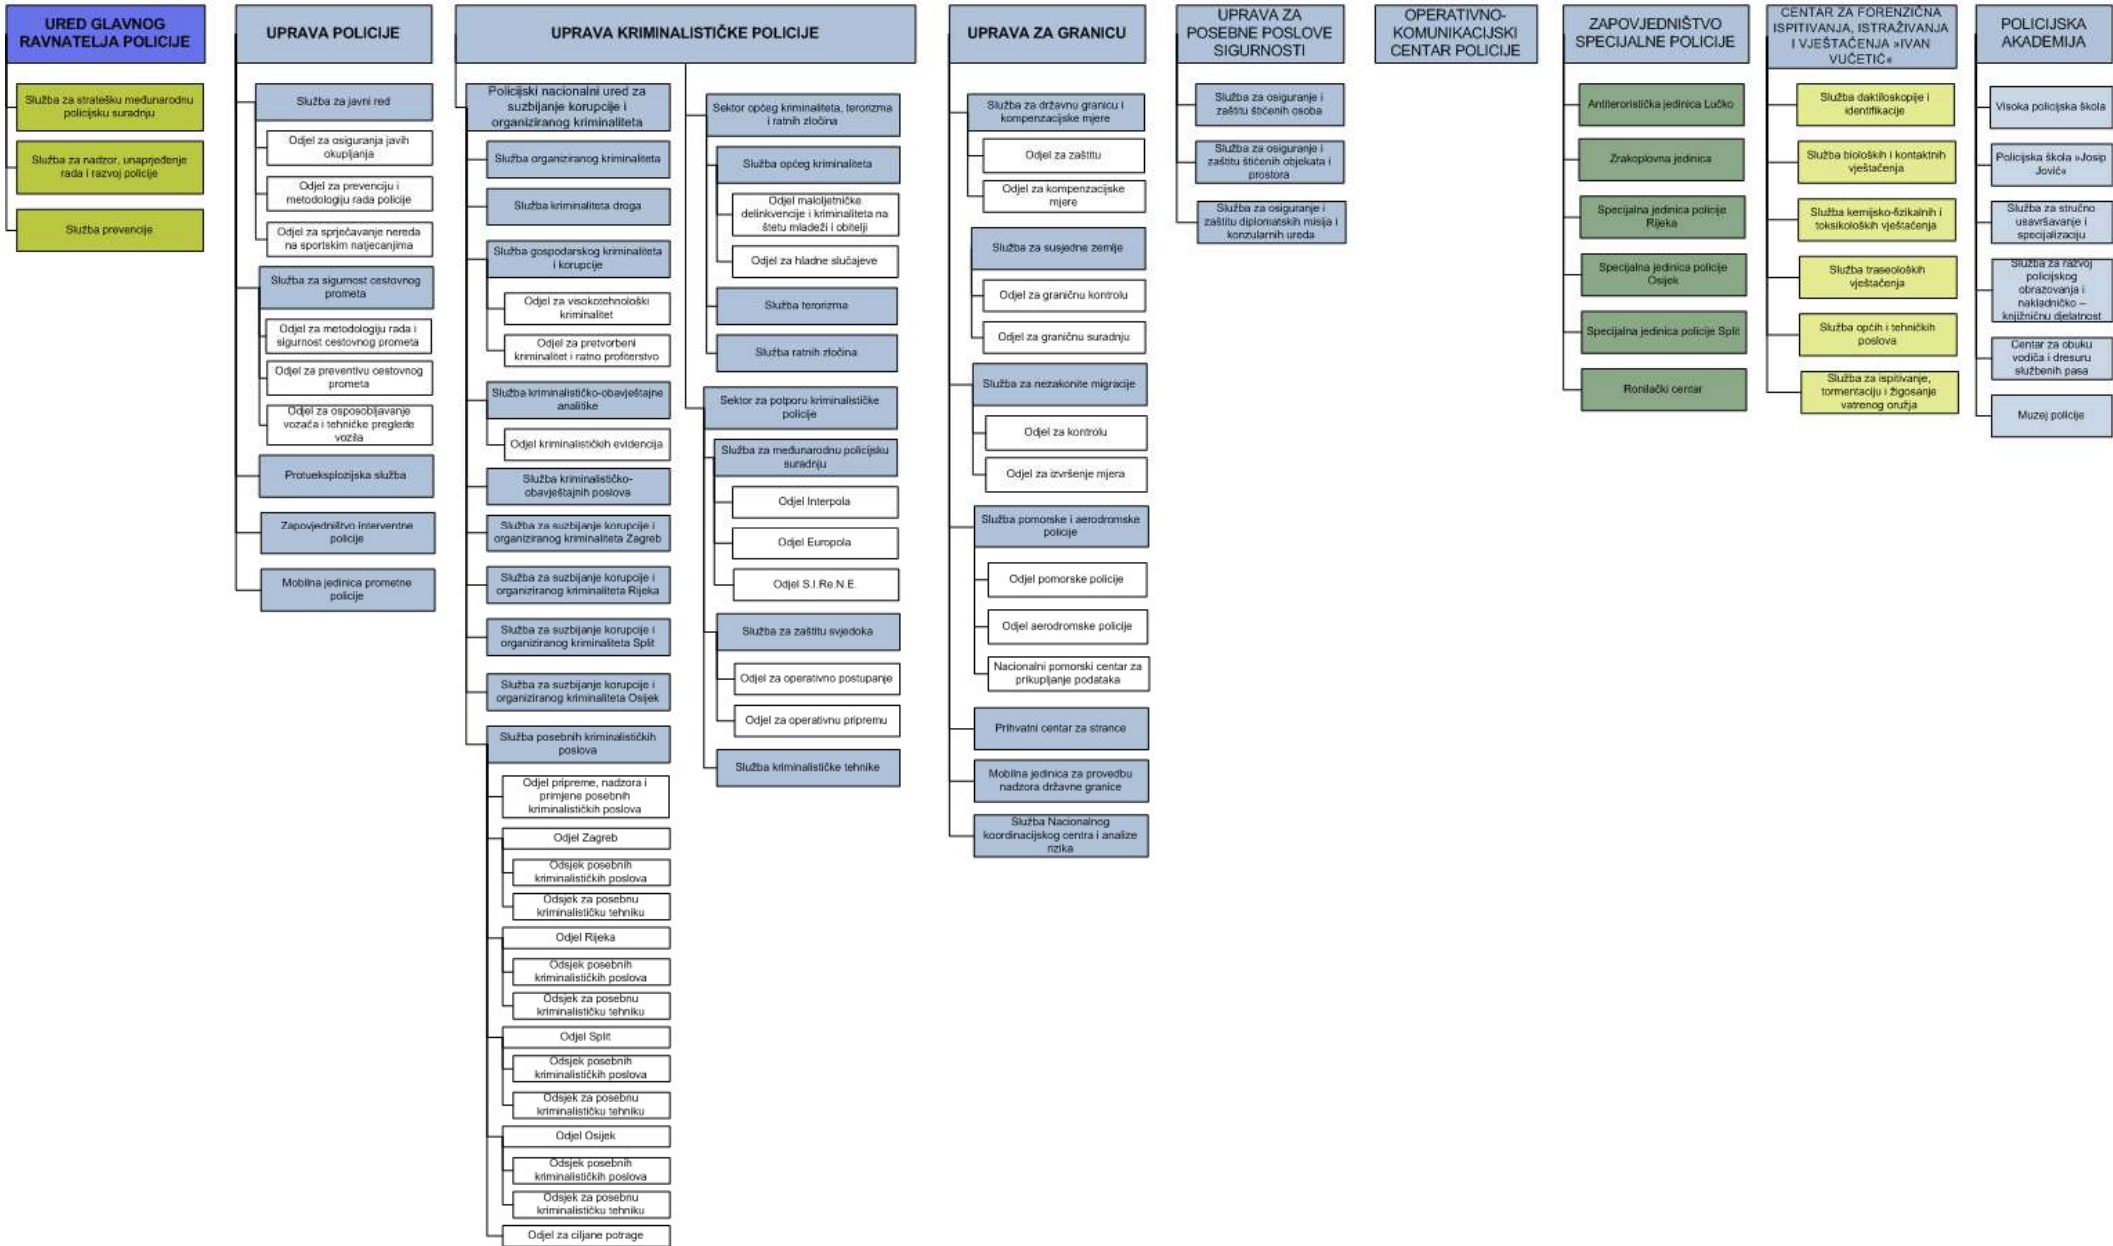 URED GLAVNOG
RAVNATELJA POLICIJE
Služba za stratešku međunarodnu
policijsku suradnju
Služba za nadzor, unaprjeđenje
rada i razvoj policije
Služba prevencije
UPRAVA POLICIJE
Služba za javni red
Odjel za osiguranja javih
okupljanja
Odjel za prevenciju i
metodologiju rada policije
Odjel za sprječavanje nereda
na sportskim natjecanjima
Služba za sigurnost cestovnog
prometa
Odjel za metodologiju rada i
sigurnost cestovnog prometa
Odjel za preventivu cestovnog
prometa
Odjel za osposobljavanje
vozača i tehničke preglede
vozila
Protueksplozijska služba
Zapovjedništvo interventne
policije
Mobilna jedinica prometne
policije
UPRAVA KRIMINALISTIČKE POLICIJE
Policijski nacionalni ured za
suzbijanje korupcije i
organiziranog kriminaliteta
Služba organiziranog kriminaliteta
Služba kriminaliteta droga
Služba gospodarskog kriminaliteta
i korupcije
Odjel za visokotehnološki
kriminalitet
Odjel za pretvorbeni
kriminalitet i ratno profiterstvo
Služba kriminalističko-obavještajne
analitike
Odjel kriminalističkih evidencija
Služba kriminalističko-
obavještajnih poslova
Služba za suzbijanje korupcije i
organiziranog kriminaliteta Zagreb
Služba za suzbijanje korupcije i
organiziranog kriminaliteta Rijeka
Služba za suzbijanje korupcije i
organiziranog kriminaliteta Split
Služba za suzbijanje korupcije i
organiziranog kriminaliteta Osijek
Služba posebnih kriminalističkih
poslova
Odjel pripreme, nadzora i
primjene posebnih
kriminalističkih poslova
Odjel Zagreb
Odsjek posebnih
kriminalističkih poslova
Odsjek za posebnu
kriminalističku tehniku
Odjel Rijeka
Odsjek posebnih
kriminalističkih poslova
Odsjek za posebnu
kriminalističku tehniku
Odjel Split
Odsjek posebnih
kriminalističkih poslova
Odsjek za posebnu
kriminalističku tehniku
Odjel Osijek
Odsjek posebnih
kriminalističkih poslova
Odsjek za posebnu
kriminalističku tehniku
Odjel za ciljane potrage
Sektor općeg kriminaliteta, terorizma
i ratnih zločina
Služba općeg kriminaliteta
Odjel maloljetničke
delinkvencije i kriminaliteta na
štetu mladeži i obitelji
Odjel za hladne slučajeve
Služba terorizma
Služba ratnih zločina
Sektor za potporu kriminalističke
policije
Služba za međunarodnu policijsku
suradnju
Odjel Interpola
Odjel Europola
Odjel S.I.Re.N.E.
Služba za zaštitu svjedoka
Odjel za operativno postupanje
Odjel za operativnu pripremu
Služba kriminalističke tehnike
UPRAVA ZA GRANICU
Služba za državnu granicu i
kompenzacijske mjere
Odjel za zaštitu
Odjel za kompenzacijske
mjere
Služba za susjedne zemlje
Odjel za graničnu kontrolu
Odjel za graničnu suradnju
Služba za nezakonite migracije
Odjel za kontrolu
Odjel za izvršenje mjera
Služba pomorske i aerodromske
policije
Odjel pomorske policije
Odjel aerodromske policije
Nacionalni pomorski centar za
prikupljanje podataka
Prihvatni centar za strance
Mobilna jedinica za provedbu
nadzora državne granice
Služba Nacionalnog
koordinacijskog centra i analize
rizika
UPRAVA ZA
POSEBNE POSLOVE
SIGURNOSTI
Služba za osiguranje i
zaštitu štićenih osoba
Služba za osiguranje i
zaštitu štićenih objekata i
prostora
Služba za osiguranje i
zaštitu diplomatskih misija i
konzularnih ureda
OPERATIVNO-
KOMUNIKACIJSKI
CENTAR POLICIJE
ZAPOVJEDNIŠTVO
SPECIJALNE POLICIJE
Antiteroristička jedinica Lučko
Zrakoplovna jedinica
Specijalna jedinica policije
Rijeka
Specijalna jedinica policije
Osijek
Specijalna jedinica policije Split
Ronilački centar
CENTAR ZA FORENZIČNA
ISPITIVANJA, ISTRAŽIVANJA
I VJEŠTAČENJA »IVAN
VUČETIĆ«
Služba daktiloskopije i
identifikacije
Služba bioloških i kontaktnih
vještačenja
Služba kemijsko-fizikalnih i
toksikoloških vještačenja
Služba traseoloških
vještačenja
Služba općih i tehničkih
poslova
Služba za ispitivanje,
tormentaciju i žigosanje
vatrenog oružja
POLICIJSKA
AKADEMIJA
Visoka policijska škola
Policijska škola »Josip
Jović«
Služba za stručno
usavršavanje i
specijalizaciju
Služba za razvoj
policijskog
obrazovanja i
nakladničko –
knjižničnu djelatnost
Centar za obuku
vodiča i dresuru
službenih pasa
Muzej policije